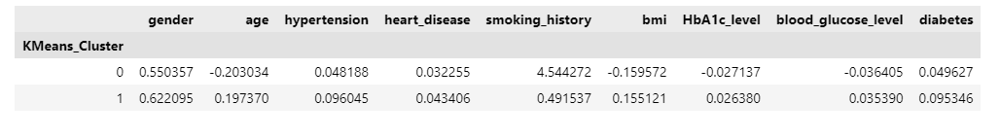 gender age hypertension heart_disease smoking_history bmi HbA1c_level blood_glucose_level diabetes
KMeans_Cluster
0 0.550357 -0.203034 0.048188 0.032255 4.544272 -0.159572 -0.027137 -0.036405 0.049627
1 0.622095 0.197370 0.096045 0.043406 0.491537 0.155121 0.026380 0.035390 0.095346